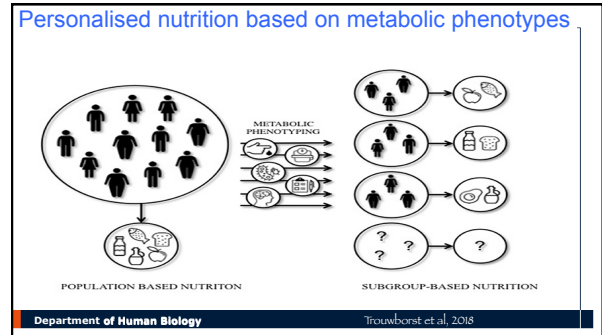 Personalised nutrition based on metabolic phenotypes
METABOLIC
PHENOTYPING
?
?
?
?
POPULATION BASED NUTRITON
SUBGROUP-BASED NUTRITION
Department of Human Biology
Trouwborst et al, 2018